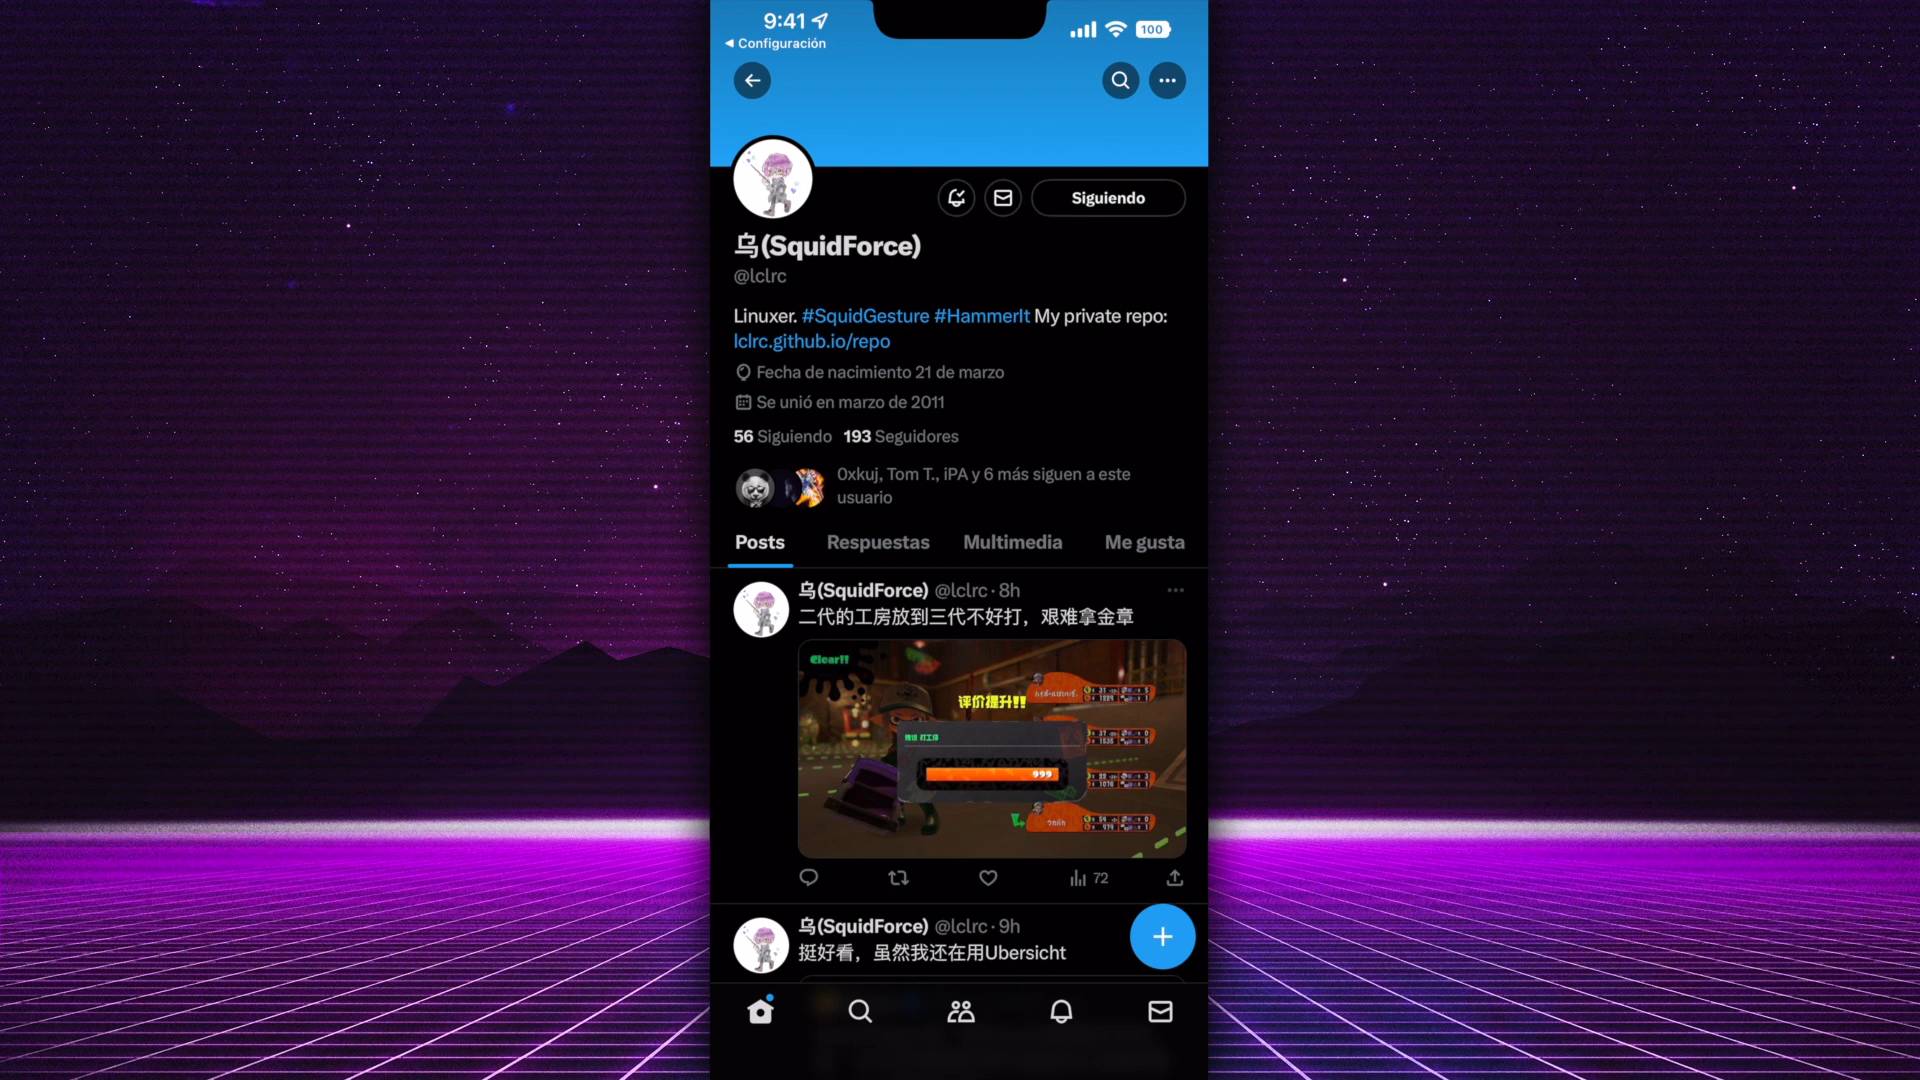 9:41
100
◀ Configuración
Siguiendo
乌(SquidForce)
@lclrc
Linuxer. #SquidGesture #HammerIt My private repo:
lclrc.github.io/repo
Fecha de nacimiento 21 de marzo
Se unió en marzo de 2011
56 Siguiendo 193 Seguidores
0xkuj, Tom T., iPA y 6 más siguen a este
usuario
Posts Respuestas Multimedia Me gusta
乌(SquidForce) @lclrc · 8h
二代的工房放到三代不好打，艰难拿金章
Clear!!
评价提升!!
999
72
乌(SquidForce) @lclrc · 9h
挺好看，虽然我还在用Ubersicht